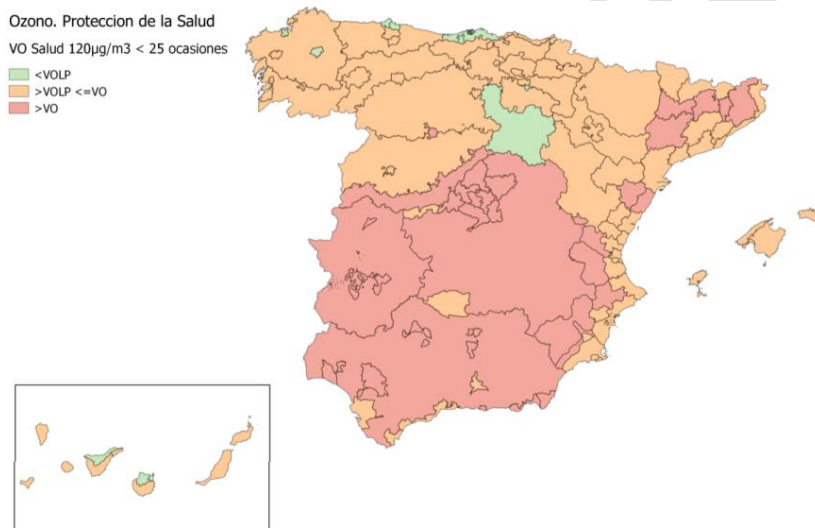 Ozono. Proteccion de la Salud
VO Salud 120µg/m3 < 25 ocasiones
<VOLP
>VOLP <=VO
>VO